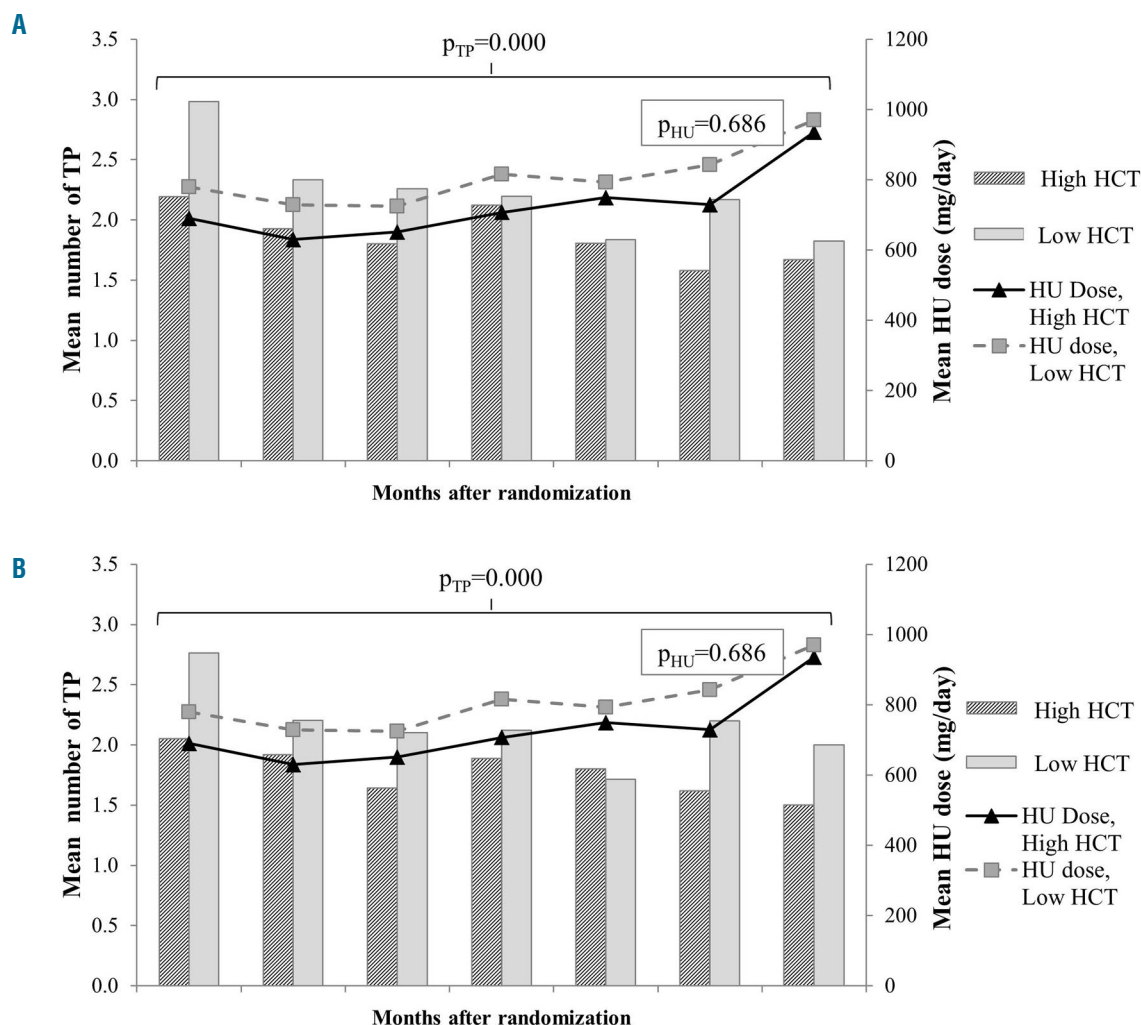 A
3.5
3.0
2.5
2.0
1.5
1.0
0.5
0.0
Mean number of TP
pTP=0.000
pHU=0.686
1200
1000
800
600
400
200
0
Mean HU dose (mg/day)
Months after randomization
High HCT
Low HCT
HU Dose,
High HCT
HU dose,
Low HCT
B
3.5
3.0
2.5
2.0
1.5
1.0
0.5
0.0
Mean number of TP
pTP=0.000
pHU=0.686
1200
1000
800
600
400
200
0
Mean HU dose (mg/day)
Months after randomization
High HCT
Low HCT
HU Dose,
High HCT
HU dose,
Low HCT